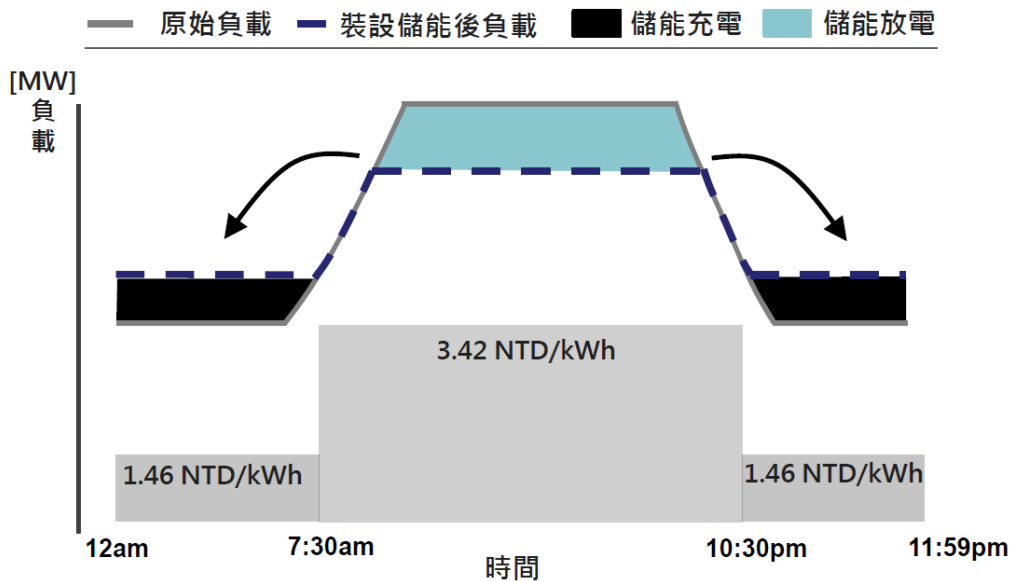 原始負載 裝設儲能後負載 儲能充電 儲能放電
[MW]
負
載
3.42 NTD/kWh
1.46 NTD/kWh 1.46 NTD/kWh
12am 7:30am 10:30pm 11:59pm
時間